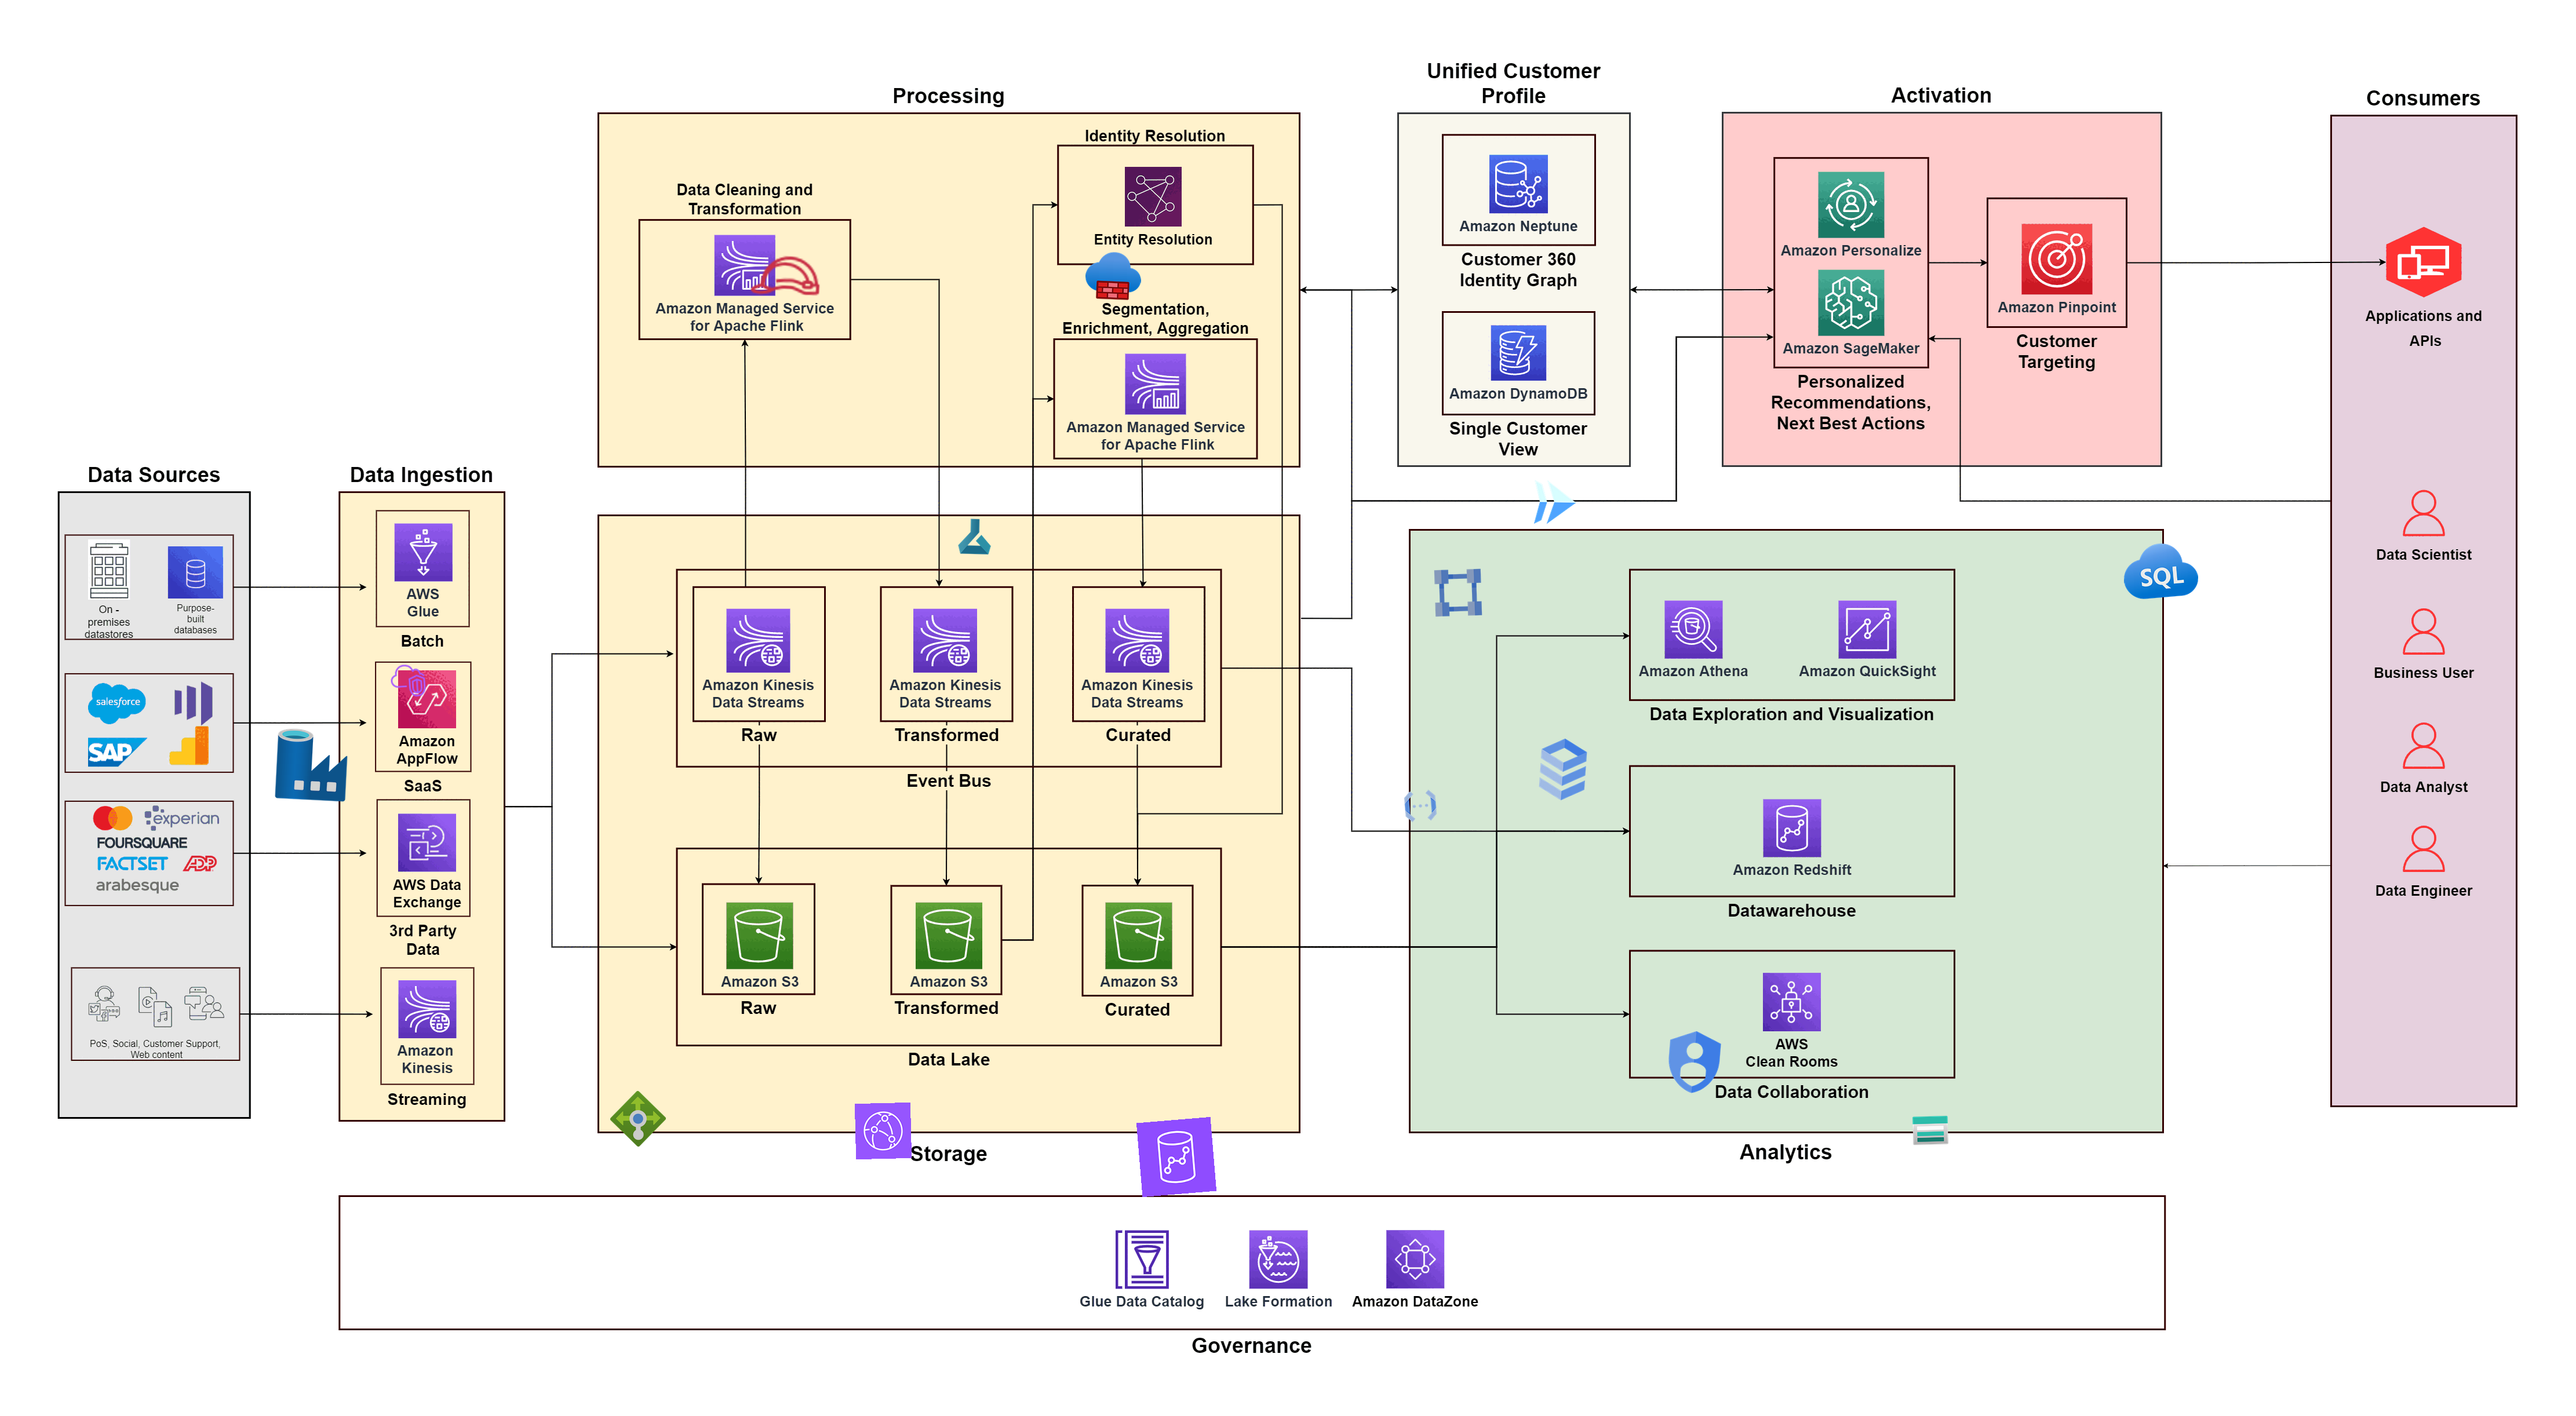 Data Sources
On -
premises
datastores
Purpose-
built
databases
salesforce
SAP
experian
FOURSQUARE
FACTSET
ADP
arabesque
PoS, Social, Customer Support,
Web content
Data Ingestion
AWS
Glue
Batch
Amazon
AppFlow
SaaS
AWS Data
Exchange
3rd Party
Data
Amazon
Kinesis
Streaming
Processing
Data Cleaning and
Transformation
Amazon Managed Service
for Apache Flink
Identity Resolution
Entity Resolution
Segmentation,
Enrichment, Aggregation
Amazon Managed Service
for Apache Flink
Amazon Kinesis
Data Streams
Raw
Amazon Kinesis
Data Streams
Transformed
Amazon Kinesis
Data Streams
Curated
Event Bus
Amazon S3
Raw
Amazon S3
Transformed
Amazon S3
Curated
Data Lake
Storage
Unified Customer
Profile
Amazon Neptune
Customer 360
Identity Graph
Amazon DynamoDB
Single Customer
View
Activation
Amazon Personalize
Amazon SageMaker
Personalized
Recommendations,
Next Best Actions
Amazon Pinpoint
Customer
Targeting
SQL
Amazon Athena
Amazon QuickSight
Data Exploration and Visualization
Amazon Redshift
Datawarehouse
AWS
Clean Rooms
Data Collaboration
Analytics
Consumers
Applications and
APIs
Data Scientist
Business User
Data Analyst
Data Engineer
Glue Data Catalog
Lake Formation
Amazon DataZone
Governance